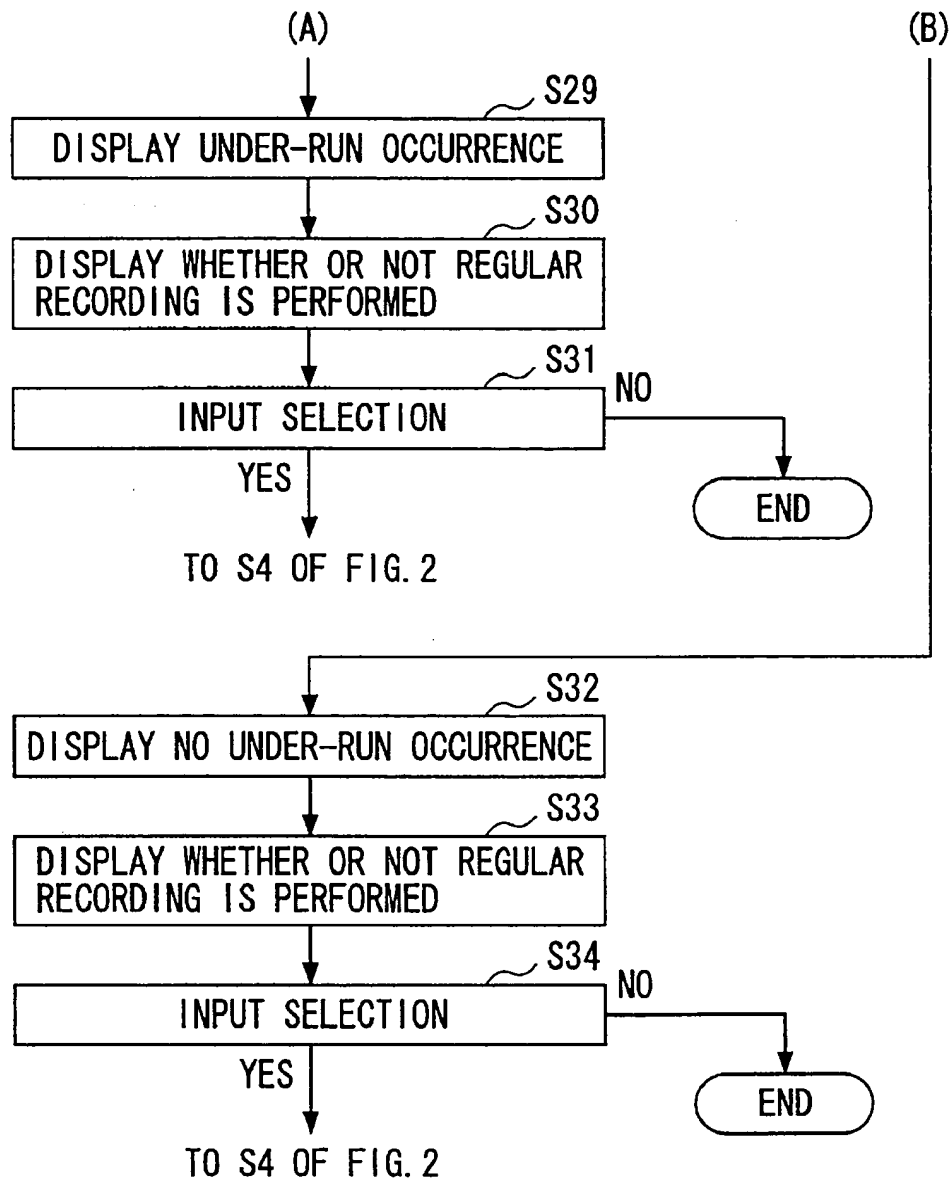 (A)
(B)
S29
DISPLAY UNDER-RUN OCCURRENCE
S30
DISPLAY WHETHER OR NOT REGULAR
RECORDING IS PERFORMED
S31
INPUT SELECTION
NO
YES
END
TO S4 OF FIG. 2
S32
DISPLAY NO UNDER-RUN OCCURRENCE
S33
DISPLAY WHETHER OR NOT REGULAR
RECORDING IS PERFORMED
S34
INPUT SELECTION
NO
YES
END
TO S4 OF FIG. 2